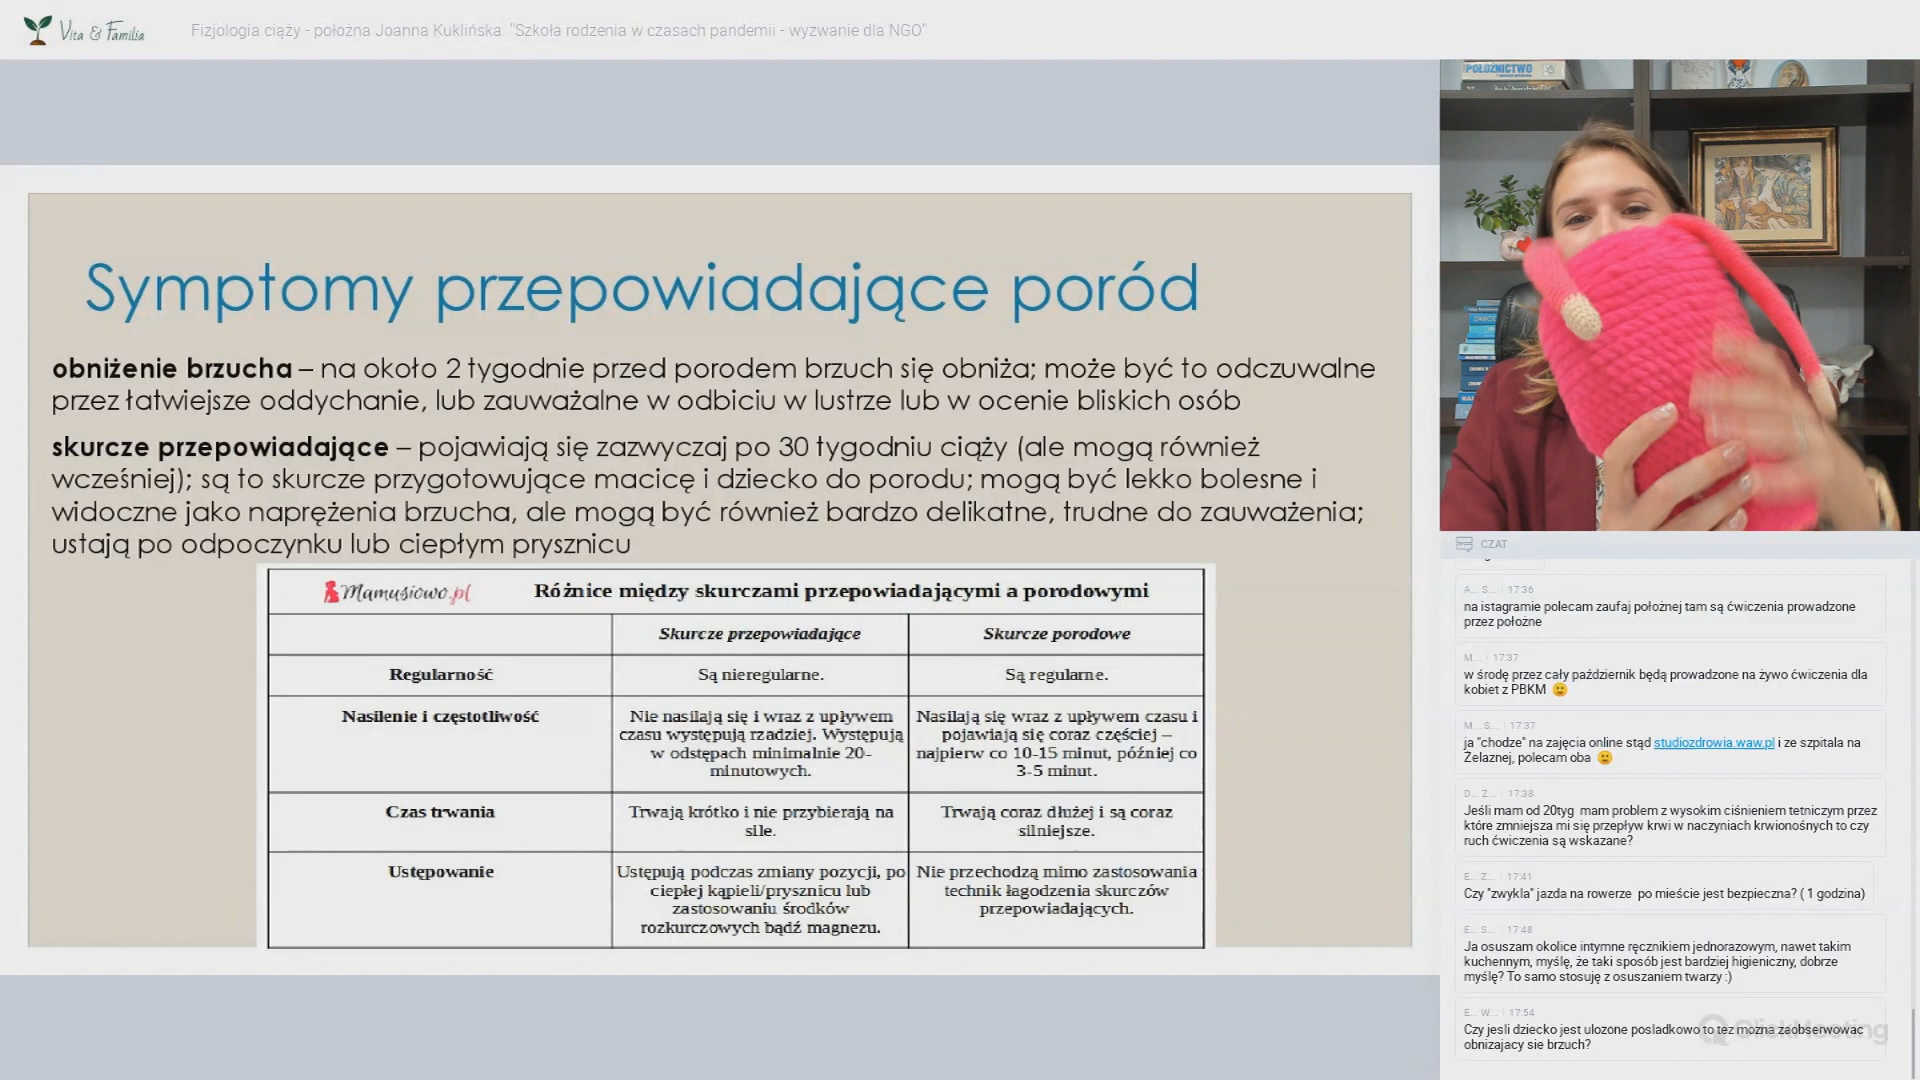 Vita & Familia
Fizjologia ciąży - położna Joanna Kuklińska. "Szkoła rodzenia w czasach pandemii - wyzwanie dla NGO"
POŁOŻNICTWO
Symptomy przepowiadające poród
obniżenie brzucha – na około 2 tygodnie przed porodem brzuch się obniża; może być to odczuwalne
przez łatwiejsze oddychanie, lub zauważalne w odbiciu w lustrze lub w ocenie bliskich osób
skurcze przepowiadające – pojawiają się zazwyczaj po 30 tygodniu ciąży (ale mogą również
wcześniej); są to skurcze przygotowujące macicę i dziecko do porodu; mogą być lekko bolesne i
widoczne jako naprężenia brzucha, ale mogą być również bardzo delikatne, trudne do zauważenia;
ustają po odpoczynku lub ciepłym prysznicu
Mamusiowo.pl
Różnice między skurczami przepowiadającymi a porodowymi
Skurcze przepowiadające
Skurcze porodowe
Regularność
Są nieregularne.
Są regularne.
Nasilenie i częstotliwość
Nie nasilają się i wraz z upływem
czasu występują rzadziej. Występują
w odstępach minimalnie 20-
minutowych.
Nasilają się wraz z upływem czasu i
pojawiają się coraz częściej –
najpierw co 10-15 minut, później co
3-5 minut.
Czas trwania
Trwają krótko i nie przybierają na
sile.
Trwają coraz dłużej i są coraz
silniejsze.
Ustępowanie
Ustępują podczas zmiany pozycji, po
ciepłej kąpieli/prysznicu lub
zastosowaniu środków
rozkurczowych bądź magnezu.
Nie przechodzą mimo zastosowania
technik łagodzenia skurczów
przepowiadających.
CZAT
A... S... | 17:36
na istagramie polecam zaufaj położnej tam są ćwiczenia prowadzone
przez położne
M... | 17:37
w środę przez cały październik będą prowadzone na żywo ćwiczenia dla
kobiet z PBKM 🙂
M... S... | 17:37
ja "chodze" na zajęcia online stąd studiozdrowia.waw.pl i ze szpitala na
Żelaznej, polecam oba 🙂
D... Z... | 17:38
Jeśli mam od 20tyg mam problem z wysokim ciśnieniem tetniczym przez
które zmniejsza mi się przepływ krwi w naczyniach krwionośnych to czy
ruch ćwiczenia są wskazane?
E... Z... | 17:41
Czy "zwykla" jazda na rowerze po mieście jest bezpieczna? ( 1 godzina)
E... S... | 17:48
Ja osuszam okolice intymne ręcznikiem jednorazowym, nawet takim
kuchennym, myślę, że taki sposób jest bardziej higieniczny, dobrze
myślę? To samo stosuję z osuszaniem twarzy :)
E... W... | 17:54
Czy jesli dziecko jest ulozone posladkowo to tez mozna zaobserwowac
obnizajacy sie brzuch?
ClickMeeting